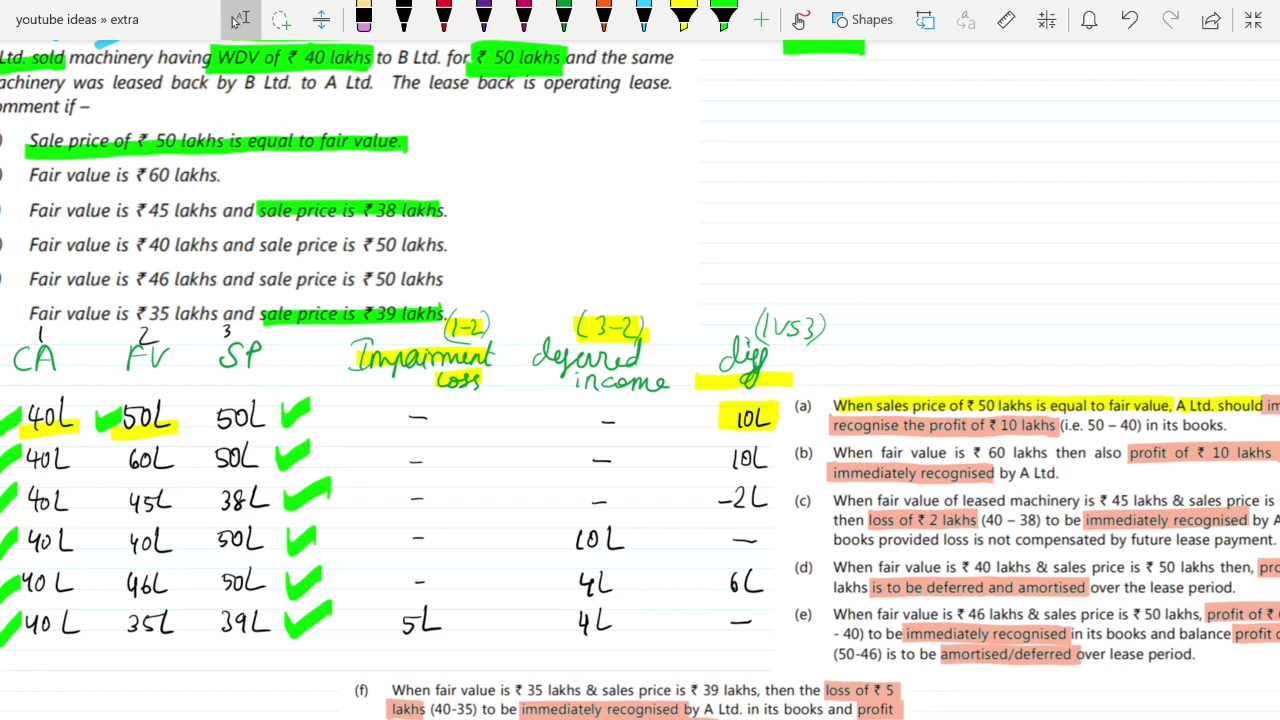 youtube ideas » extra
Shapes
Ltd. sold machinery having WDV of ₹ 40 lakhs to B Ltd. for ₹ 50 lakhs and the same
achinery was leased back by B Ltd. to A Ltd. The lease back is operating lease.
omment if –
) Sale price of ₹ 50 lakhs is equal to fair value.
) Fair value is ₹ 60 lakhs.
) Fair value is ₹ 45 lakhs and sale price is ₹ 38 lakhs.
) Fair value is ₹ 40 lakhs and sale price is ₹ 50 lakhs.
) Fair value is ₹ 46 lakhs and sale price is ₹ 50 lakhs
Fair value is ₹ 35 lakhs and sale price is ₹ 39 lakhs.
1 2 3 (1-2) (3-2) (1 vs 3)
CA FV SP Impairment loss deferred income diff
40L 50L 50L - - 10L
40L 60L 50L - - 10L
40L 45L 38L - - -2L
40L 40L 50L - 10L -
40L 46L 50L - 4L 6L
40L 35L 39L 5L 4L -
(a) When sales price of ₹ 50 lakhs is equal to fair value, A Ltd. should im
recognise the profit of ₹ 10 lakhs (i.e. 50 – 40) in its books.
(b) When fair value is ₹ 60 lakhs then also profit of ₹ 10 lakhs
immediately recognised by A Ltd.
(c) When fair value of leased machinery is ₹ 45 lakhs & sales price is
then loss of ₹ 2 lakhs (40 – 38) to be immediately recognised by A
books provided loss is not compensated by future lease payment.
(d) When fair value is ₹ 40 lakhs & sales price is ₹ 50 lakhs then, pro
lakhs is to be deferred and amortised over the lease period.
(e) When fair value is ₹ 46 lakhs & sales price is ₹ 50 lakhs, profit of ₹
- 40) to be immediately recognised in its books and balance profit o
(50-46) is to be amortised/deferred over lease period.
(f) When fair value is ₹ 35 lakhs & sales price is ₹ 39 lakhs, then the loss of ₹ 5
lakhs (40-35) to be immediately recognised by A Ltd. in its books and profit